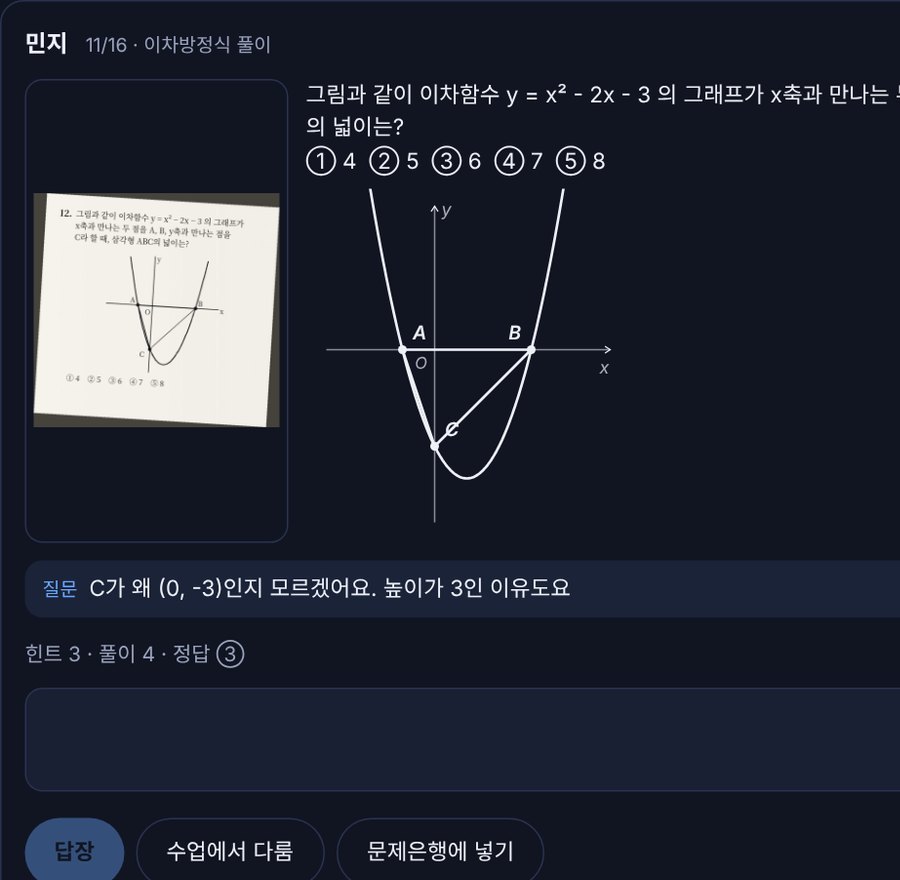 민지 11/16 · 이차방정식 풀이
12. 그림과 같이 이차함수 y = x² − 2x − 3 의 그래프가
x축과 만나는 두 점을 A, B, y축과 만나는 점을
C라 할 때, 삼각형 ABC의 넓이는?
y
A B
O x
C
①4 ②5 ③6 ④7 ⑤8
그림과 같이 이차함수 y = x² - 2x - 3 의 그래프가 x축과 만나는
의 넓이는?
① 4 ② 5 ③ 6 ④ 7 ⑤ 8
y
A B
O x
C
질문 C가 왜 (0, -3)인지 모르겠어요. 높이가 3인 이유도요
힌트 3 · 풀이 4 · 정답 ③
답장 수업에서 다룸 문제은행에 넣기